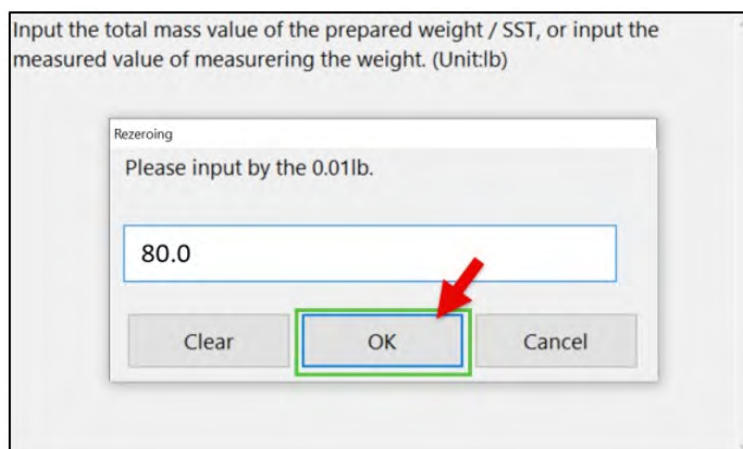 Input the total mass value of the prepared weight / SST, or input the
measured value of measurering the weight. (Unit:lb)
Rezeroing
Please input by the 0.01lb.
80.0
Clear OK Cancel